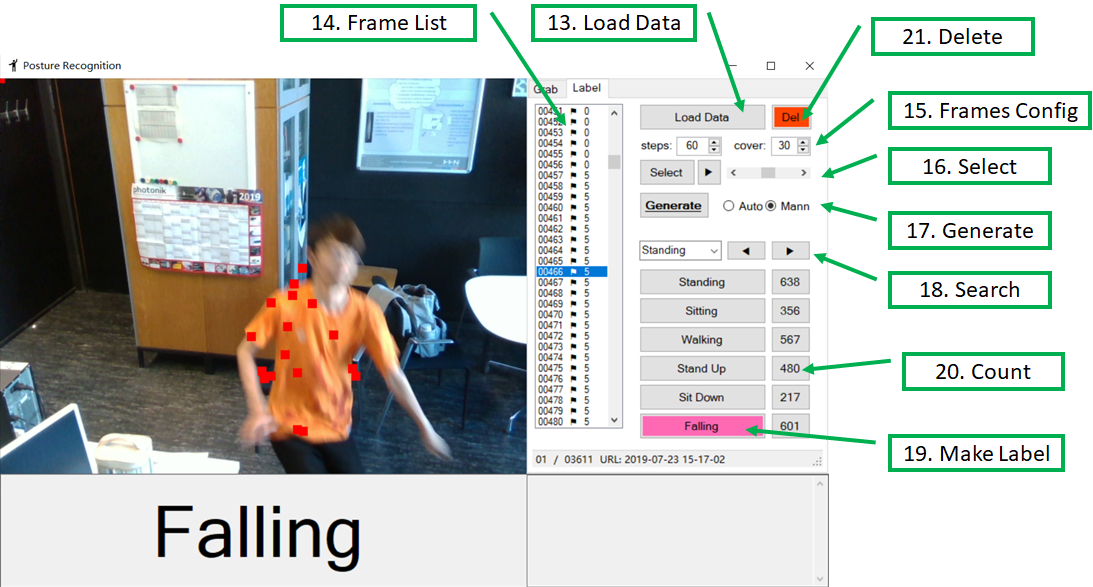 14. Frame List
13. Load Data
21. Delete
Posture Recognition
Grab
Label
15. Frames Config
16. Select
17. Generate
18. Search
20. Count
19. Make Label
photonik
2019
00451 0
00452 0
00453 0
00454 0
00455 0
00456 0
00457 5
00458 5
00459 5
00460 5
00461 5
00462 5
00463 5
00464 5
00465 5
00466 5
00467 5
00468 5
00469 5
00470 5
00471 5
00472 5
00473 5
00474 5
00475 5
00476 5
00477 5
00478 5
00479 5
00480 5
Load Data
Del
steps: 60 cover: 30
Select
Generate Auto Mann
Standing
Standing 638
Sitting 356
Walking 567
Stand Up 480
Sit Down 217
Falling 601
01 / 03611 URL: 2019-07-23 15-17-02
Falling